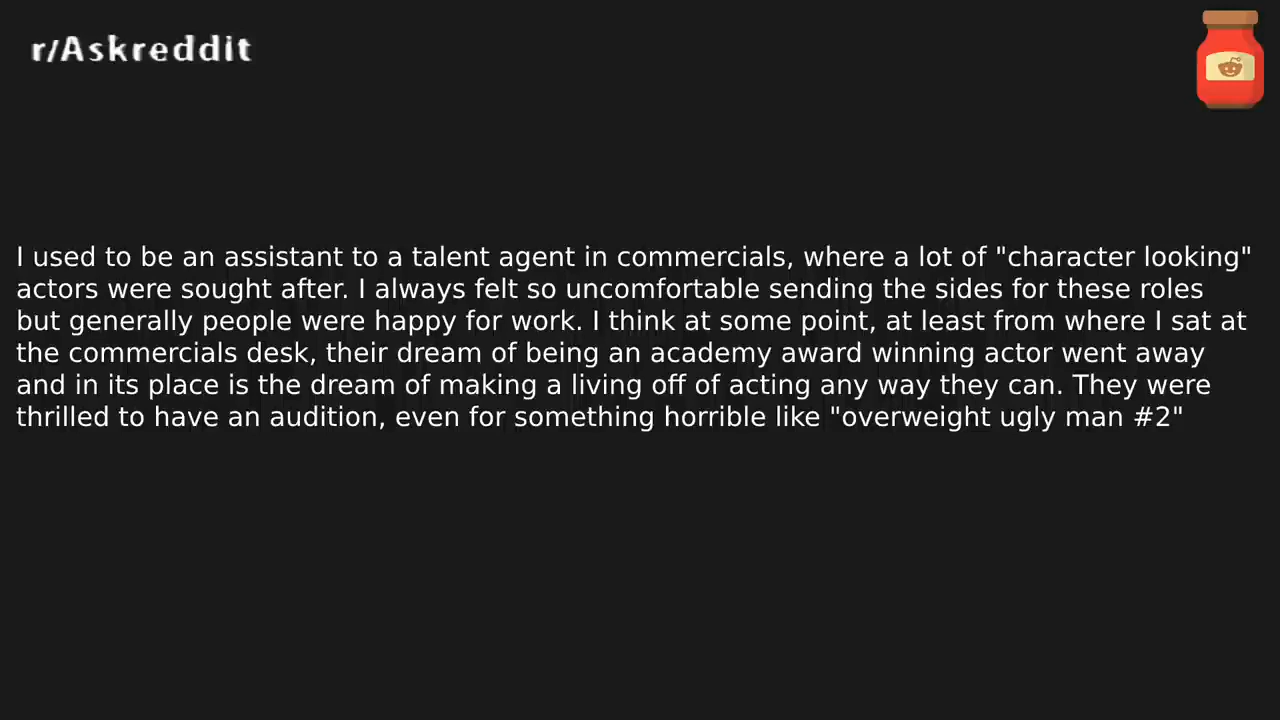 r/Askreddit
I used to be an assistant to a talent agent in commercials, where a lot of "character looking"
actors were sought after. I always felt so uncomfortable sending the sides for these roles
but generally people were happy for work. I think at some point, at least from where I sat at
the commercials desk, their dream of being an academy award winning actor went away
and in its place is the dream of making a living off of acting any way they can. They were
thrilled to have an audition, even for something horrible like "overweight ugly man #2"